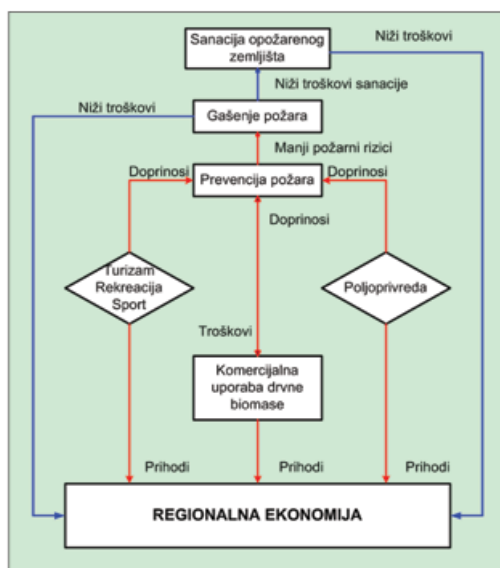 Niži troškovi
Sanacija opožarenog
zemljišta
Niži troškovi sanacije
Niži troškovi
Gašenje požara
Manji požarni rizici
Doprinosi
Doprinosi
Prevencija požara
Doprinosi
Turizam
Rekreacija
Sport
Poljoprivreda
Troškovi
Komercijalna
uporaba drvne
biomase
Prihodi
Prihodi
Prihodi
REGIONALNA EKONOMIJA